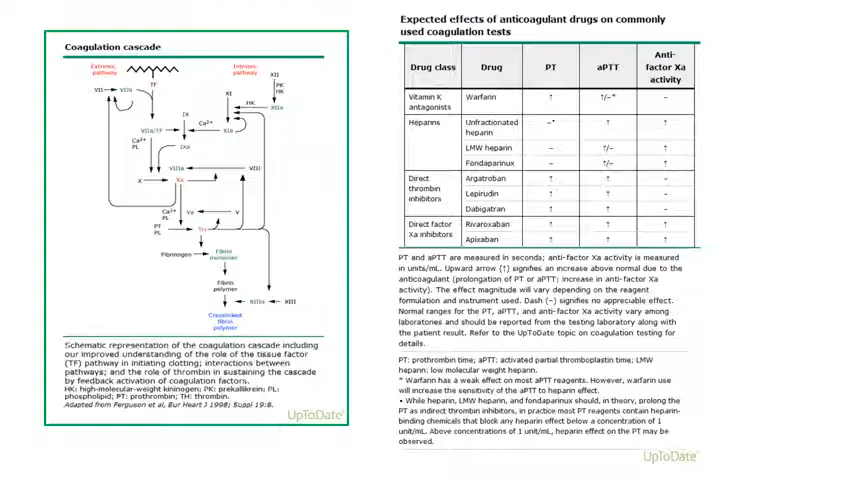 Coagulation cascade
Extrinsic
pathway
Intrinsic
pathway
XII
PK
HK
TF
VII
VIIa
XI
HK
XIIa
IX
Ca2+
VIIa/TF
XIa
Ca2+
PL
IXa
VIIIa
VIII
X
Xa
Ca2+
PL
Va
V
PT
PL
TH
Fibrinogen
Fibrin
monomer
Fibrin
polymer
XIIIa
XIII
Crosslinked
fibrin
polymer
Schematic representation of the coagulation cascade including
our improved understanding of the role of the tissue factor
(TF) pathway in initiating clotting; interactions between
pathways; and the role of thrombin in sustaining the cascade
by feedback activation of coagulation factors.
HK: high-molecular-weight kininogen; PK: prekallikrein; PL:
phospholipid; PT: prothrombin; TH: thrombin.
Adapted from Ferguson et al, Eur Heart J 1998; Suppl 19:8.
UpToDate®
Expected effects of anticoagulant drugs on commonly
used coagulation tests
Drug class Drug PT aPTT Anti-factor Xa activity
Vitamin K antagonists Warfarin ↑ ↑/–* –
Heparins Unfractionated heparin –• ↑ ↑
LMW heparin – ↑/– ↑
Fondaparinux – ↑/– ↑
Direct thrombin inhibitors Argatroban ↑ ↑ –
Lepirudin ↑ ↑ –
Dabigatran ↑ ↑ –
Direct factor Xa inhibitors Rivaroxaban ↑ ↑ ↑
Apixaban ↑ ↑ ↑
PT and aPTT are measured in seconds; anti-factor Xa activity is measured
in units/mL. Upward arrow (↑) signifies an increase above normal due to the
anticoagulant (prolongation of PT or aPTT; increase in anti-factor Xa
activity). The effect magnitude will vary depending on the reagent
formulation and instrument used. Dash (–) signifies no appreciable effect.
Normal ranges for the PT, aPTT, and anti-factor Xa activity vary among
laboratories and should be reported from the testing laboratory along with
the patient result. Refer to the UpToDate topic on coagulation testing for
details.
PT: prothrombin time; aPTT: activated partial thromboplastin time; LMW
heparin: low molecular weight heparin.
* Warfarin has a weak effect on most aPTT reagents. However, warfarin use
will increase the sensitivity of the aPTT to heparin effect.
• While heparin, LMW heparin, and fondaparinux should, in theory, prolong the
PT as indirect thrombin inhibitors, in practice most PT reagents contain heparin-
binding chemicals that block any heparin effect below a concentration of 1
unit/mL. Above concentrations of 1 unit/mL, heparin effect on the PT may be
observed.
UpToDate®